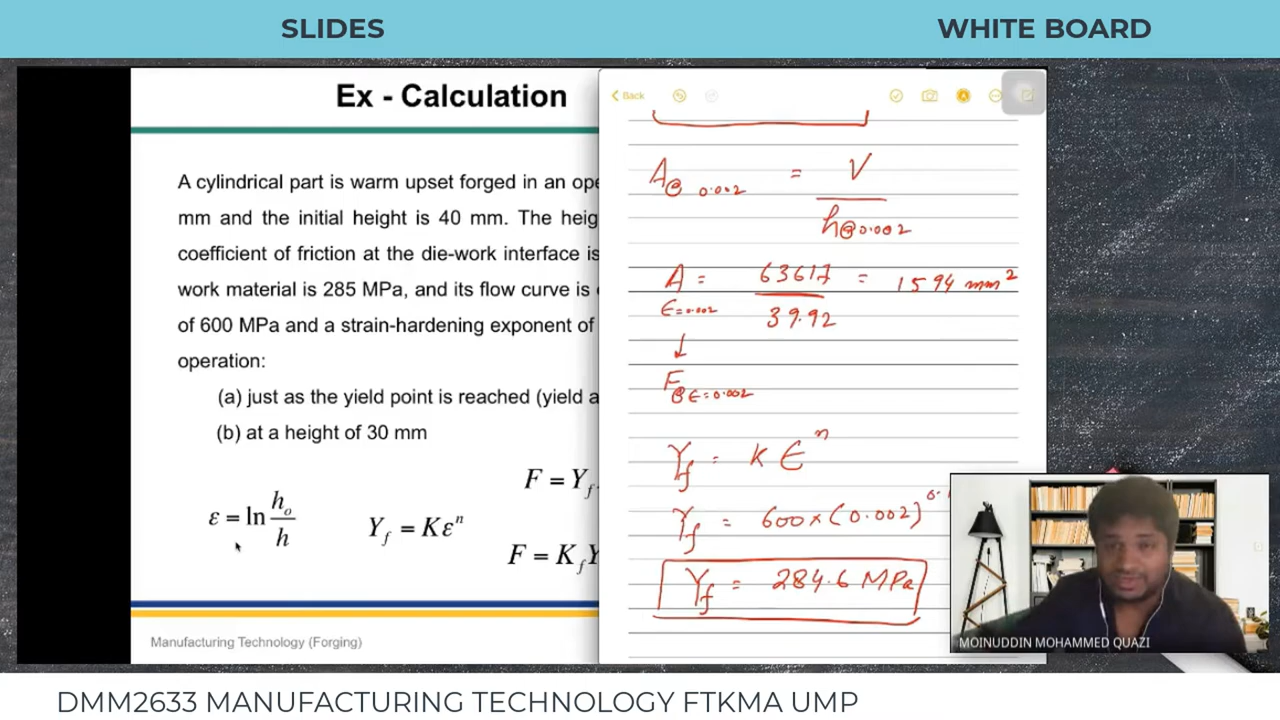 SLIDES
WHITE BOARD
Ex - Calculation
A cylindrical part is warm upset forged in an ope
mm and the initial height is 40 mm. The heig
coefficient of friction at the die-work interface is
work material is 285 MPa, and its flow curve is
of 600 MPa and a strain-hardening exponent of
operation:
(a) just as the yield point is reached (yield a
(b) at a height of 30 mm
F = Y_f
ε = ln h_o/h
Y_f = Kε^n
F = K_f Y
Manufacturing Technology (Forging)
Back
A@ 0.002 = V
h@0.002
A = 63617 = 1594 mm²
ϵ=0.002 39.92
↓
F@ϵ=0.002
Y_f = K ϵ^n
Y_f = 600 × (0.002)^0.
Y_f = 284.6 MPa
MOINUDDIN MOHAMMED QUAZI
DMM2633 MANUFACTURING TECHNOLOGY FTKMA UMP